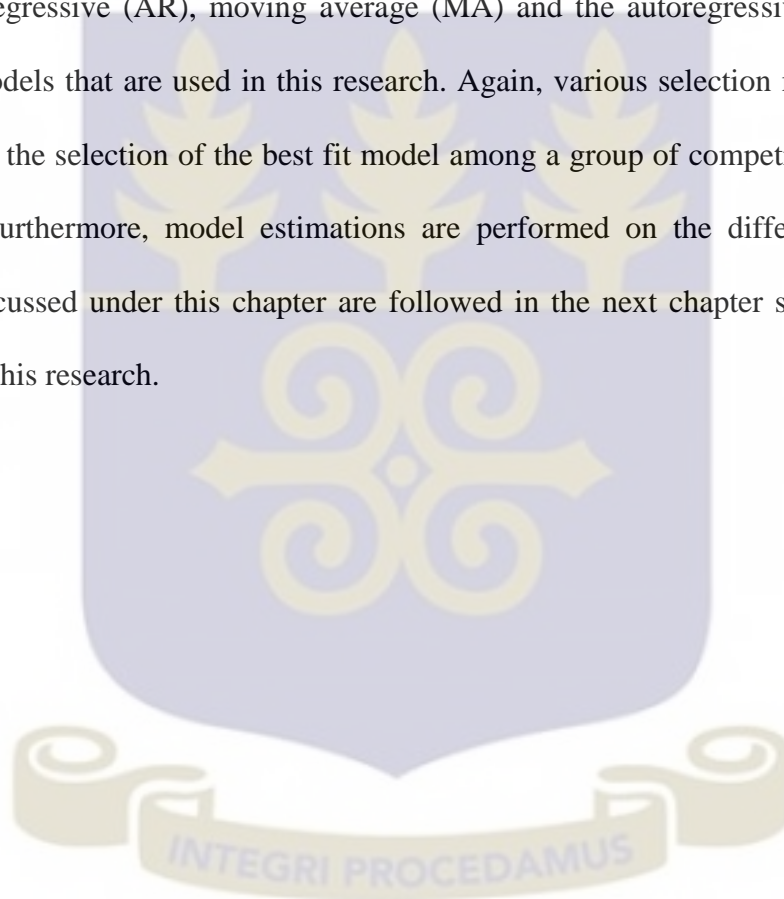 egressive (AR), moving average (MA) and the autoregressiv
dels that are used in this research. Again, various selection
the selection of the best fit model among a group of compet
urthermore, model estimations are performed on the diffe
cussed under this chapter are followed in the next chapter s
his research.
INTEGRI PROCEDAMUS